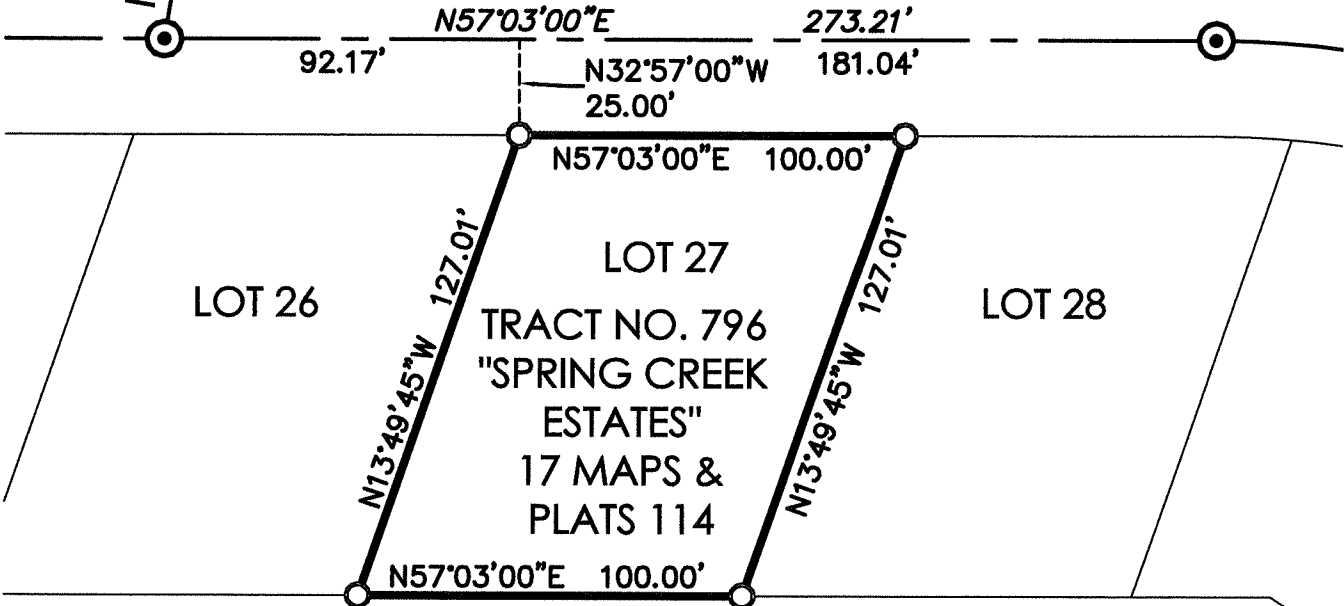 N57°03'00"E 273.21'
92.17'
N32°57'00"W 181.04'
25.00'
N57°03'00"E 100.00'
N13°49'45"W 127.01'
LOT 26
LOT 27
TRACT NO. 796
"SPRING CREEK
ESTATES"
17 MAPS &
PLATS 114
N13°49'45"W 127.01'
LOT 28
N57°03'00"E 100.00'